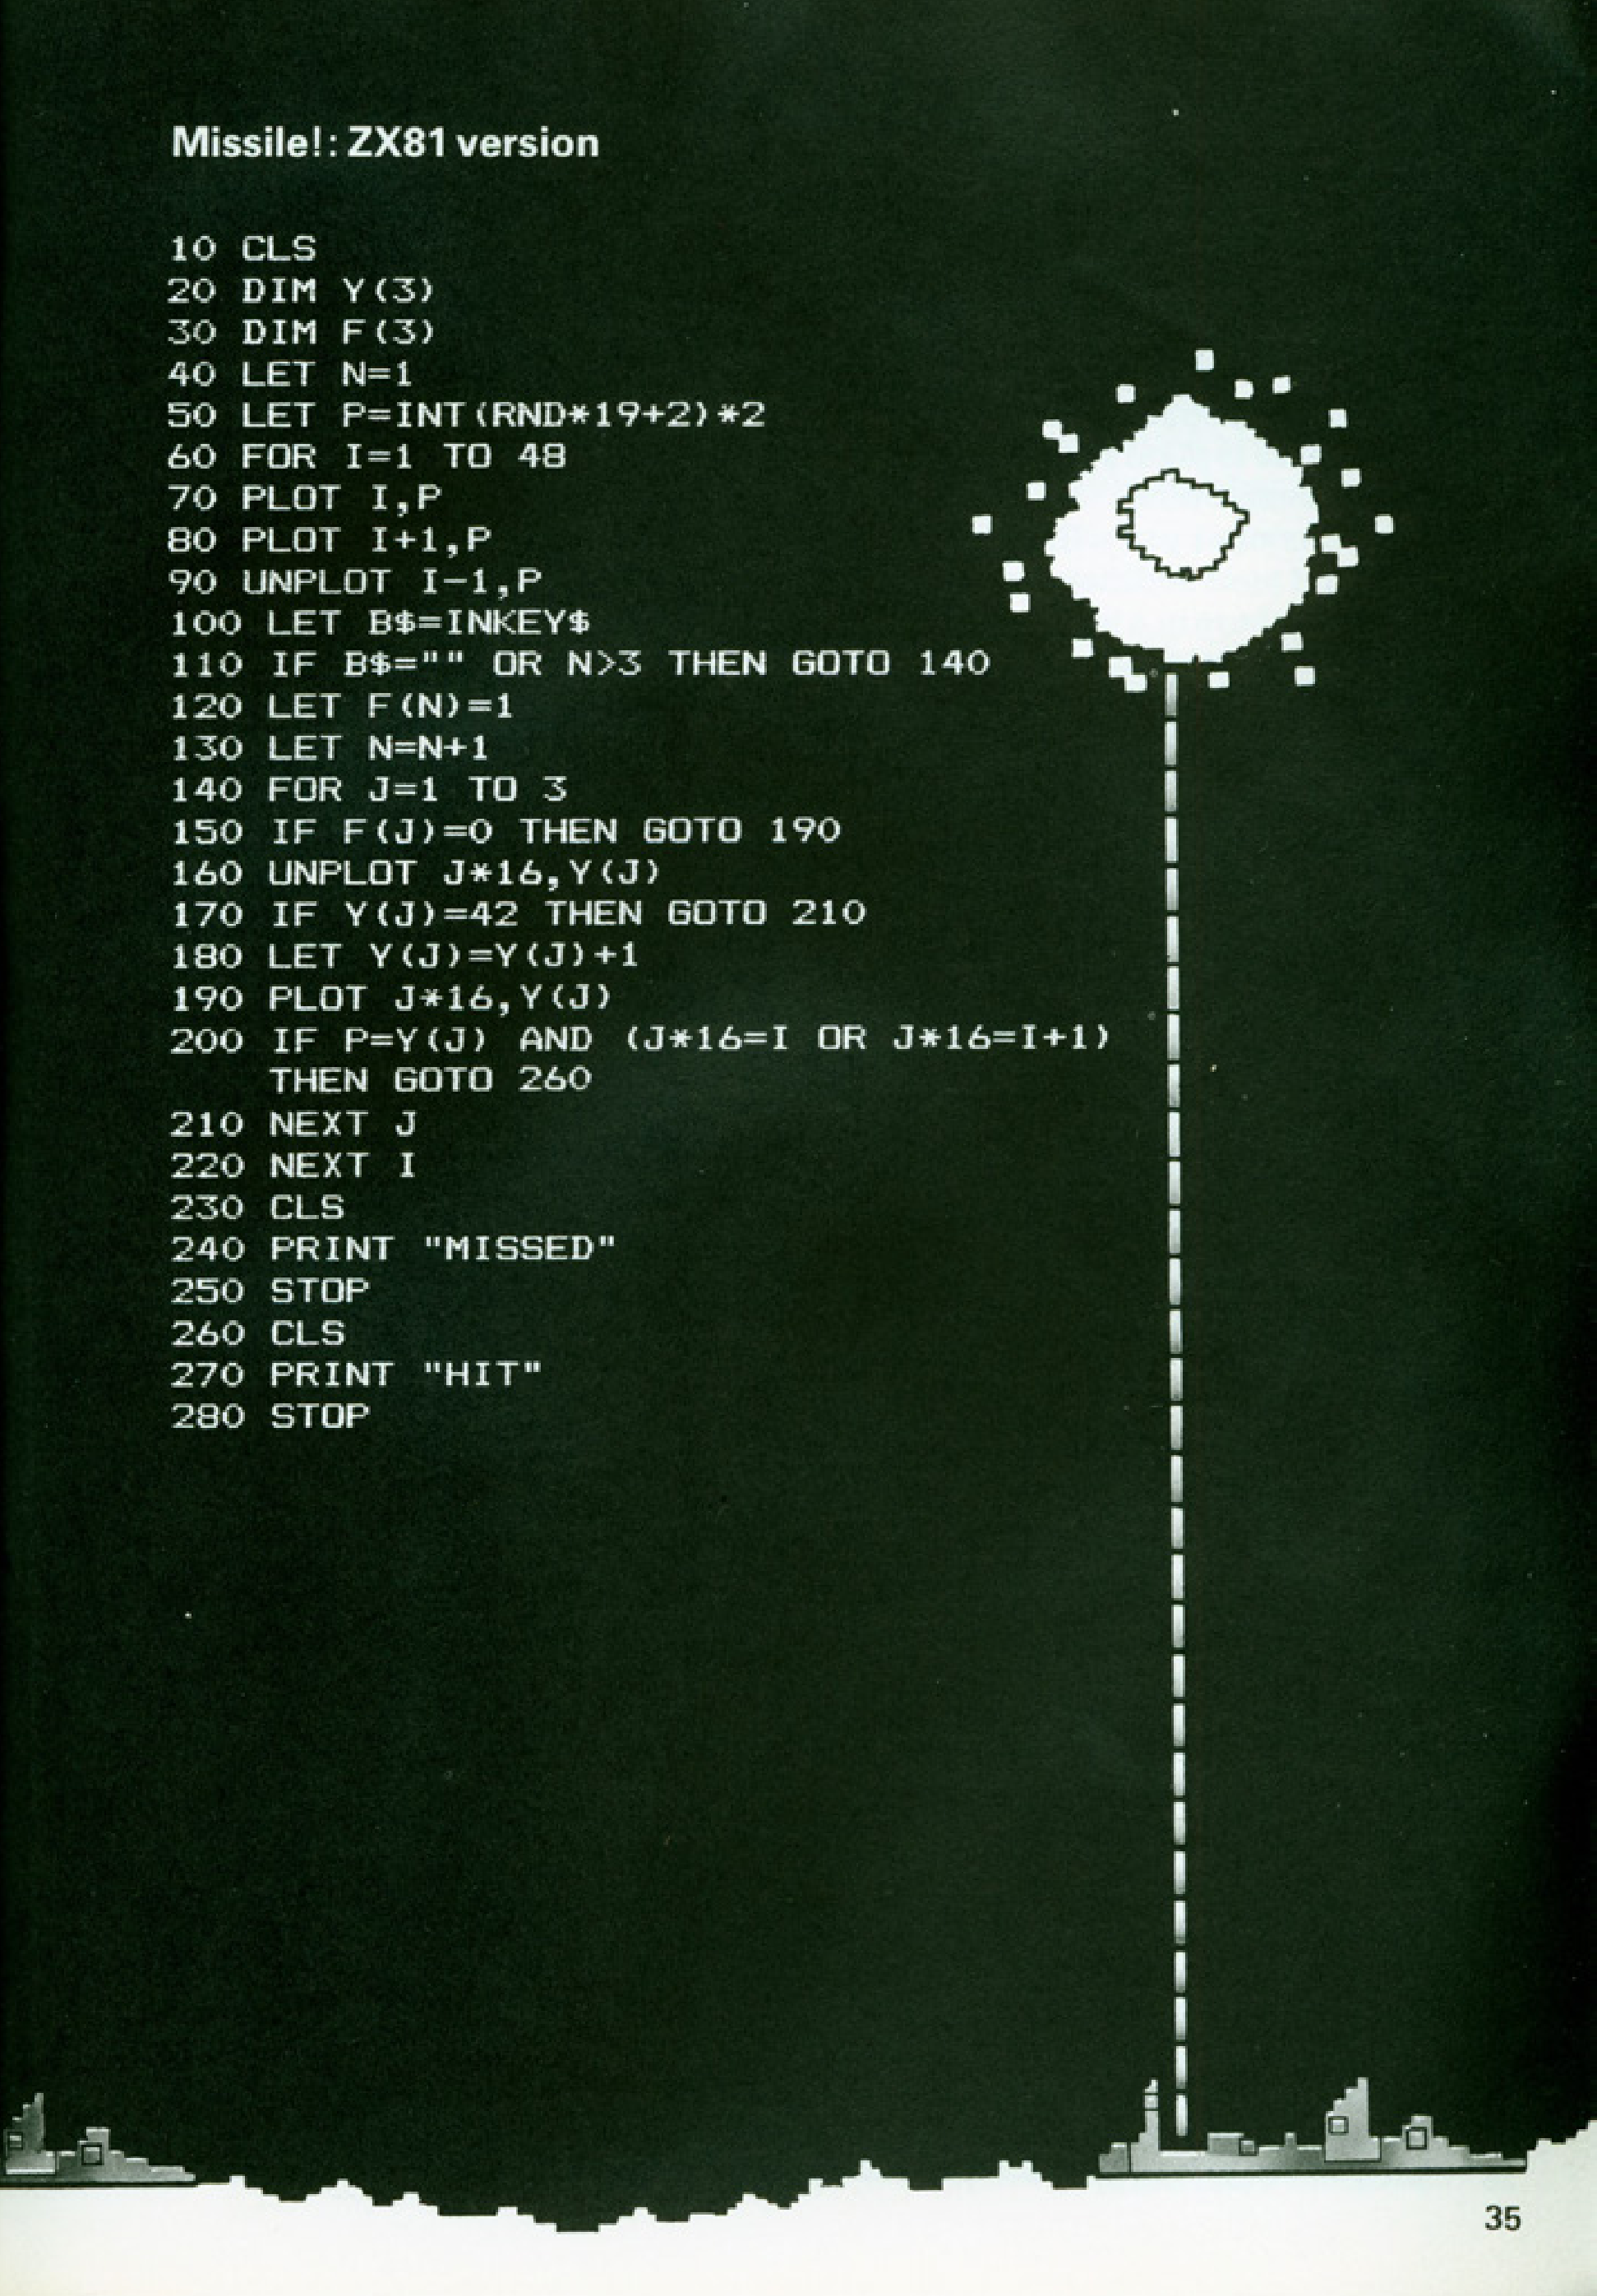 Missile!: ZX81 version
10 CLS
20 DIM Y(3)
30 DIM F(3)
40 LET N=1
50 LET P=INT(RND*19+2)*2
60 FOR I=1 TO 48
70 PLOT I,P
80 PLOT I+1,P
90 UNPLOT I-1,P
100 LET B$=INKEY$
110 IF B$="" OR N>3 THEN GOTO 140
120 LET F(N)=1
130 LET N=N+1
140 FOR J=1 TO 3
150 IF F(J)=0 THEN GOTO 190
160 UNPLOT J*16,Y(J)
170 IF Y(J)=42 THEN GOTO 210
180 LET Y(J)=Y(J)+1
190 PLOT J*16,Y(J)
200 IF P=Y(J) AND (J*16=I OR J*16=I+1)
THEN GOTO 260
210 NEXT J
220 NEXT I
230 CLS
240 PRINT "MISSED"
250 STOP
260 CLS
270 PRINT "HIT"
280 STOP
35